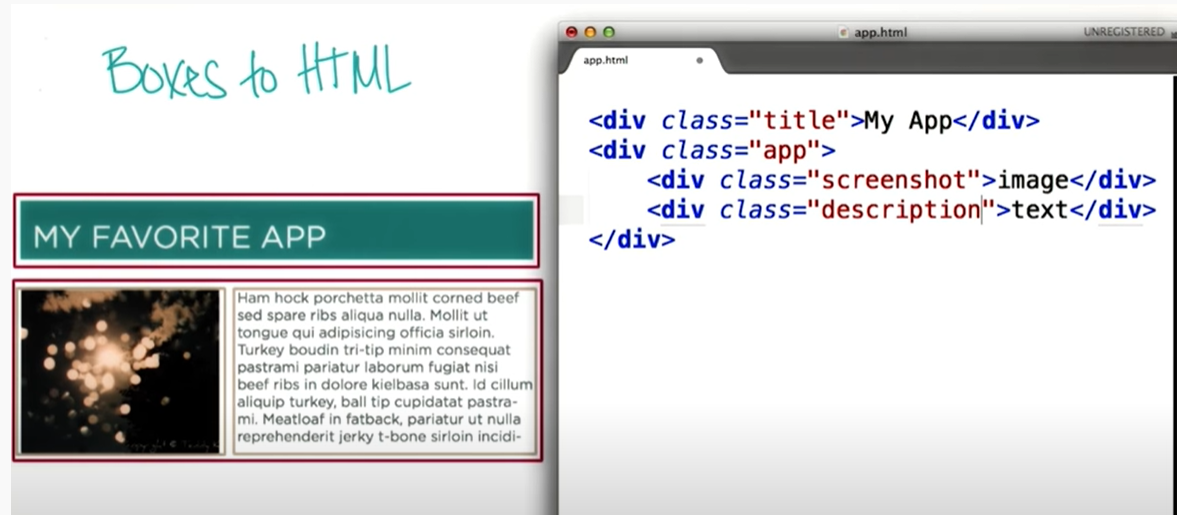 Boxes to HTML
MY FAVORITE APP
Ham hock porchetta mollit corned beef
sed spare ribs aliqua nulla. Mollit ut
tongue qui adipisicing officia sirloin.
Turkey boudin tri-tip minim consequat
pastrami pariatur laborum fugiat nisi
beef ribs in dolore kielbasa sunt. Id cillum
aliquip turkey, ball tip cupidatat pastra-
mi. Meatloaf in fatback, pariatur ut nulla
reprehenderit jerky t-bone sirloin incidi-
app.html
UNREGISTERED
app.html
<div class="title">My App</div>
<div class="app">
<div class="screenshot">image</div>
<div class="description">text</div>
</div>